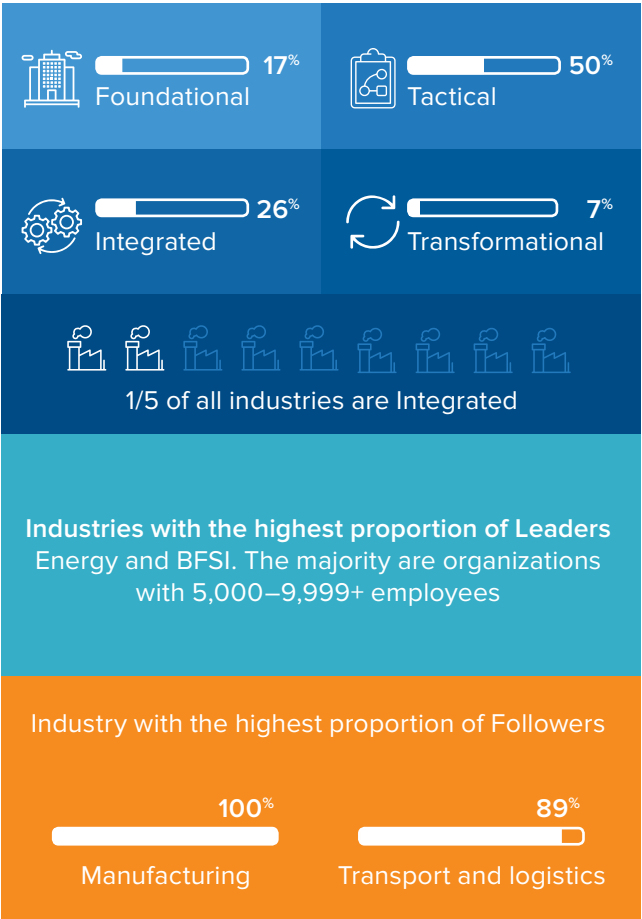 17%
Foundational
50%
Tactical
26%
Integrated
7%
Transformational
1/5 of all industries are Integrated
Industries with the highest proportion of Leaders
Energy and BFSI. The majority are organizations
with 5,000–9,999+ employees
Industry with the highest proportion of Followers
100%
Manufacturing
89%
Transport and logistics